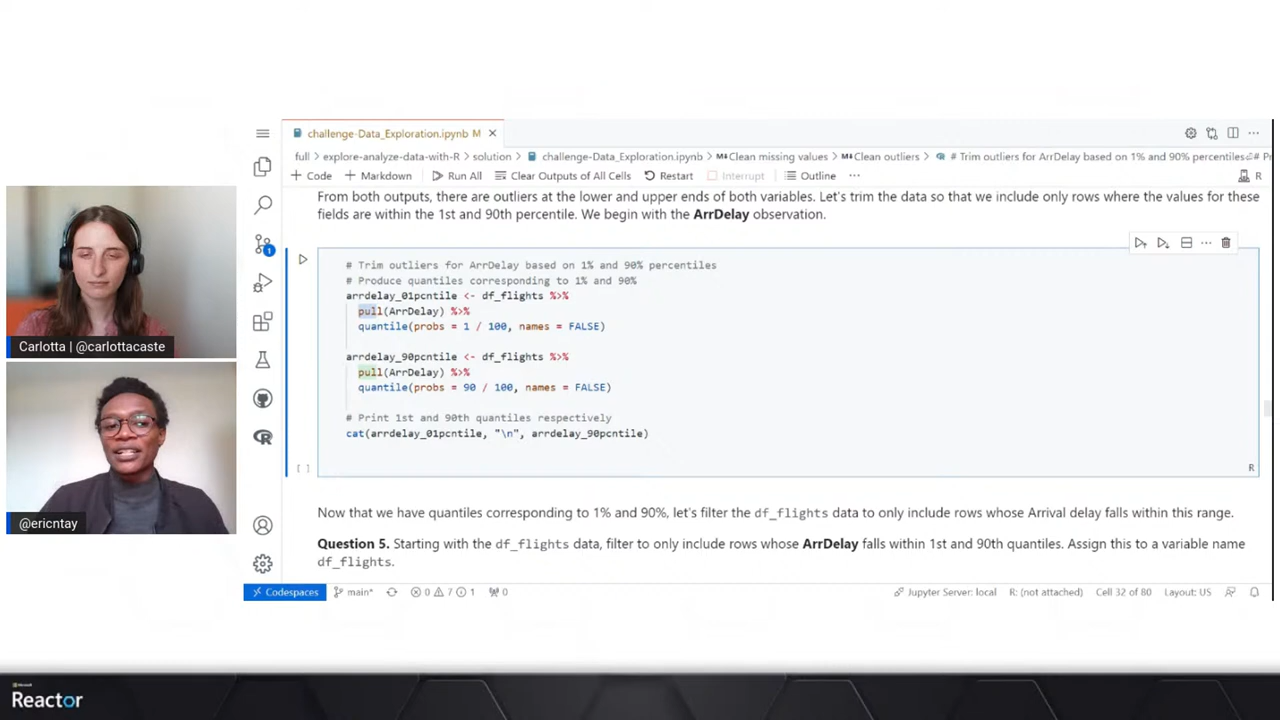 challenge-Data_Exploration.ipynb M
full > explore-analyze-data-with-R > solution > challenge-Data_Exploration.ipynb > M↓Clean missing values > M↓Clean outliers > # Trim outliers for ArrDelay based on 1% and 90% percentiles
+ Code + Markdown Run All Clear Outputs of All Cells Restart Interrupt Outline ... R
From both outputs, there are outliers at the lower and upper ends of both variables. Let's trim the data so that we include only rows where the values for these
fields are within the 1st and 90th percentile. We begin with the ArrDelay observation.
# Trim outliers for ArrDelay based on 1% and 90% percentiles
# Produce quantiles corresponding to 1% and 90%
arrdelay_01pcntile <- df_flights %>%
pull(ArrDelay) %>%
quantile(probs = 1 / 100, names = FALSE)
arrdelay_90pcntile <- df_flights %>%
pull(ArrDelay) %>%
quantile(probs = 90 / 100, names = FALSE)
# Print 1st and 90th quantiles respectively
cat(arrdelay_01pcntile, "\n", arrdelay_90pcntile)
[ ]
R
Now that we have quantiles corresponding to 1% and 90%, let's filter the df_flights data to only include rows whose Arrival delay falls within this range.
Question 5. Starting with the df_flights data, filter to only include rows whose ArrDelay falls within 1st and 90th quantiles. Assign this to a variable name
df_flights.
1
R
Codespaces main* 0 7 1 0 Jupyter Server: local R: (not attached) Cell 32 of 80 Layout: US
Carlotta | @carlottacaste
@ericntay
Microsoft
Reactor